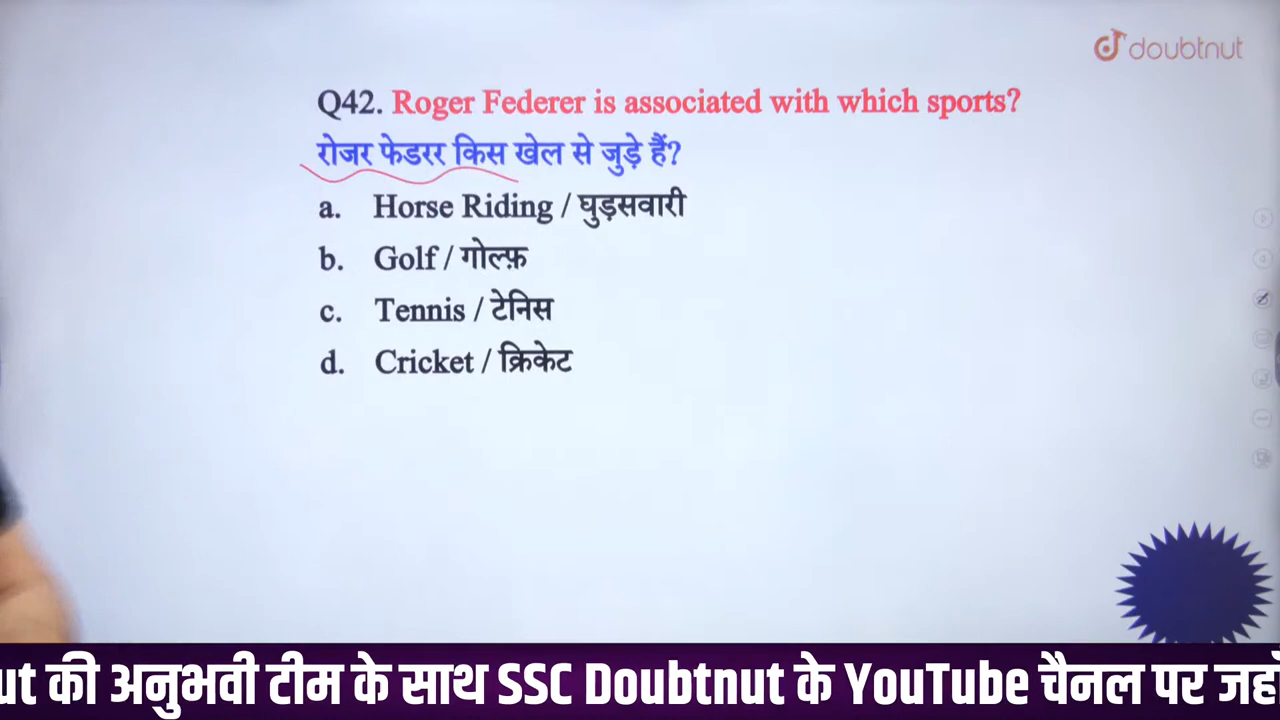 doubtnut
Q42. Roger Federer is associated with which sports?
रोजर फेडरर किस खेल से जुड़े हैं?
a. Horse Riding / घुड़सवारी
b. Golf / गोल्फ़
c. Tennis / टेनिस
d. Cricket / क्रिकेट
ut की अनुभवी टीम के साथ SSC Doubtnut के YouTube चैनल पर जहाँ